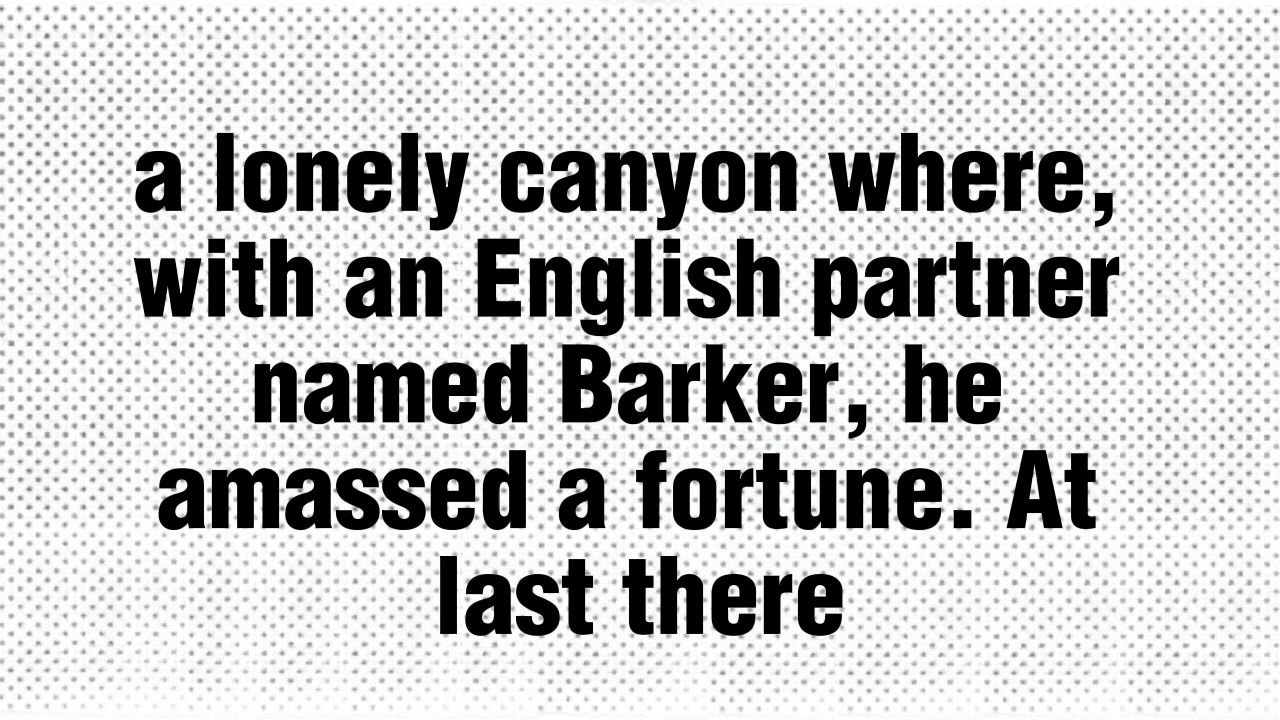 a lonely canyon where,
with an English partner
named Barker, he
amassed a fortune. At
last there